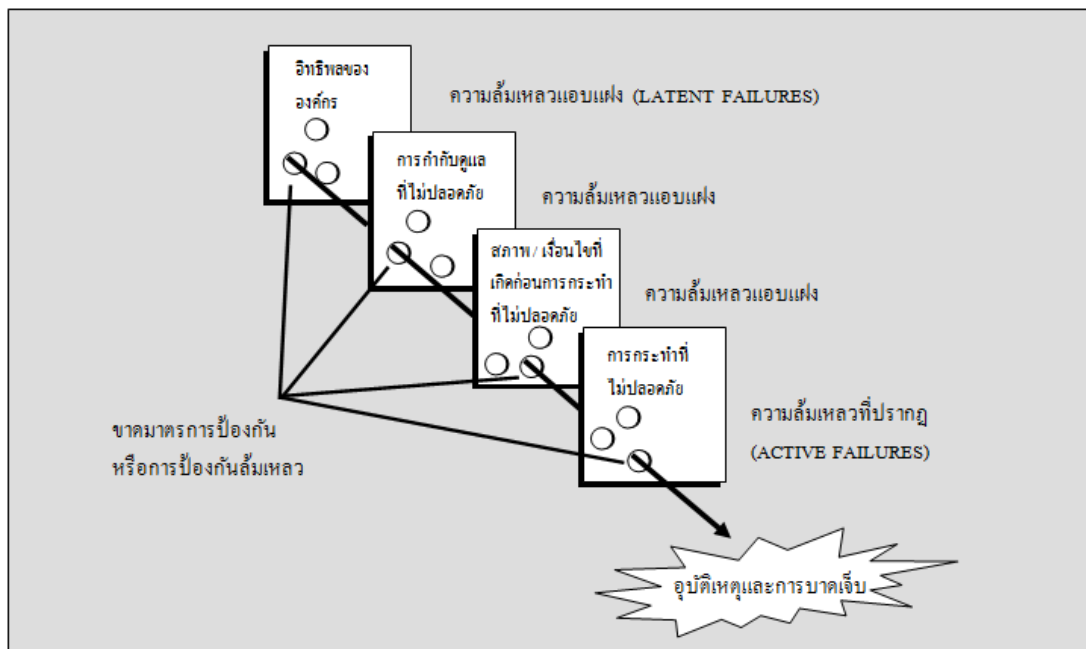 อิทธิพลของ
องค์กร
ความล้มเหลวแอบแฝง (LATENT FAILURES)
การกำกับดูแล
ที่ไม่ปลอดภัย
ความล้มเหลวแอบแฝง
สภาพ / เงื่อนไขที่
เกิดก่อนการกระทำ
ที่ไม่ปลอดภัย
ความล้มเหลวแอบแฝง
การกระทำที่
ไม่ปลอดภัย
ความล้มเหลวที่ปรากฏ
(ACTIVE FAILURES)
ขาดมาตรการป้องกัน
หรือการป้องกันล้มเหลว
อุบัติเหตุและการบาดเจ็บ